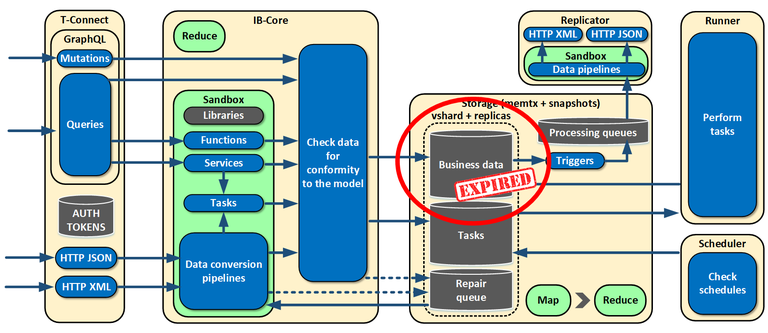 T-Connect
GraphQL
Mutations
Queries
AUTH
TOKENS
HTTP JSON
HTTP XML
IB-Core
Reduce
Sandbox
Libraries
Functions
Services
Tasks
Data conversion
pipelines
Check data
for
conformity
to the model
Replicator
HTTP XML
HTTP JSON
Sandbox
Data pipelines
Storage (memtx + snapshots)
vshard + replicas
Processing queues
Business data
EXPIRED
Triggers
Tasks
Repair
queue
Map
Reduce
Runner
Perform
tasks
Scheduler
Check
schedules